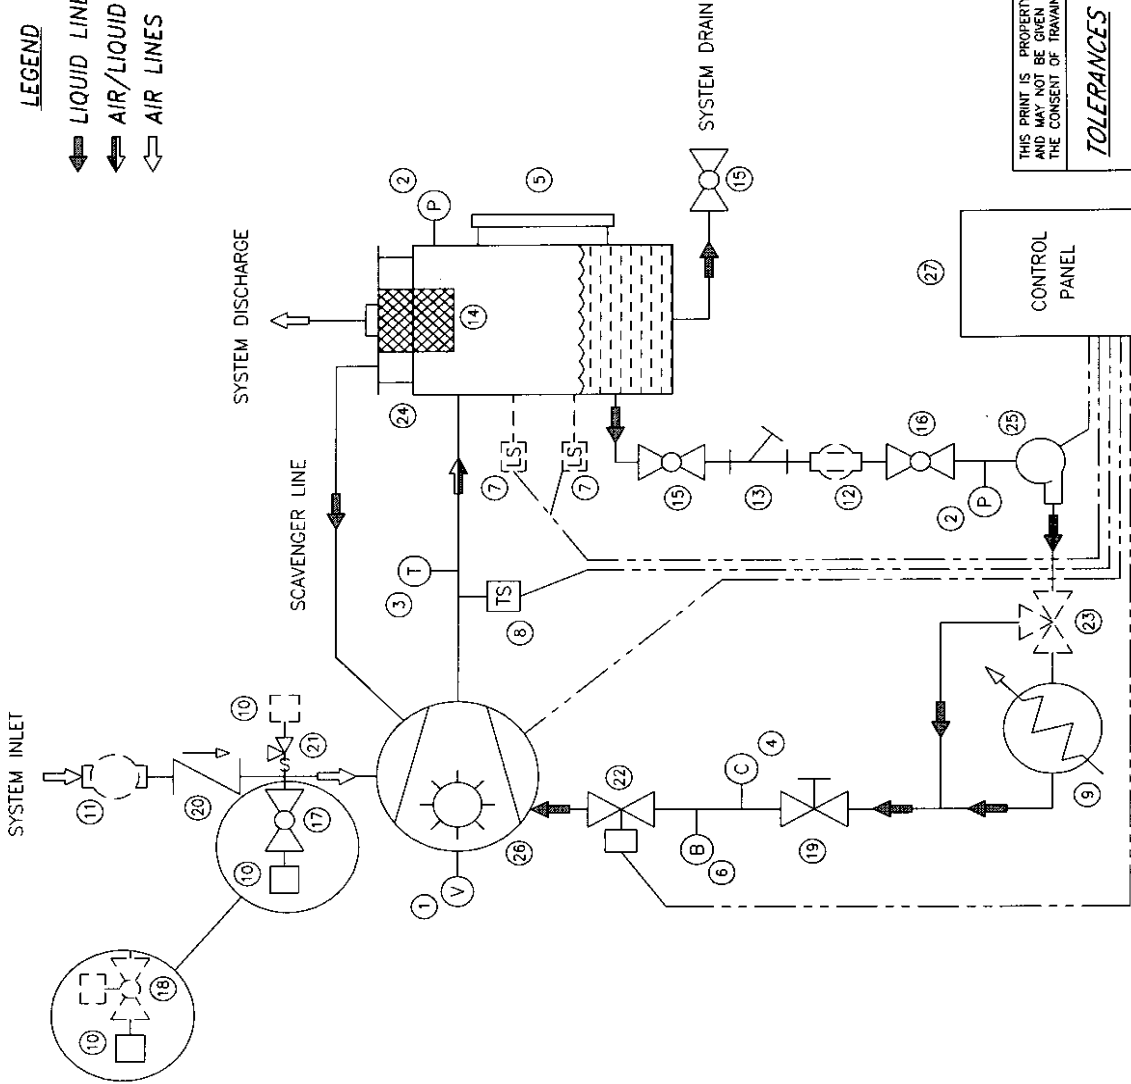 LEGEND
LIQUID LINE
AIR/LIQUID
AIR LINES
SYSTEM INLET
11
20
10
21
17
10
18
10
SCAVENGER LINE
SYSTEM DISCHARGE
24
14
2
P
5
SYSTEM DRAIN
15
3
T
TS
8
LS
7
LS
7
1
V
26
22
B
6
C
4
19
9
23
15
13
12
16
2
P
25
27
CONTROL
PANEL
THIS PRINT IS PROPERTY
AND MAY NOT BE GIVEN
THE CONSENT OF TRAVAIN
TOLERANCES